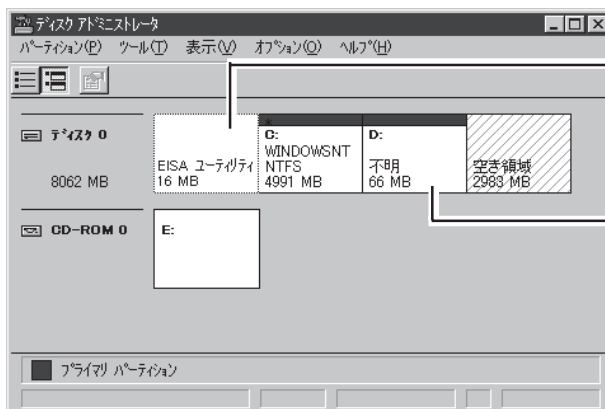 ディスク アドミニストレータ
パーティション(P) ツール(T) 表示(V) オプション(O) ヘルプ(H)
ディスク 0
8062 MB
EISA ユーティリティ
16 MB
*
C:
WINDOWSNT
NTFS
4991 MB
D:
不明
66 MB
空き領域
2983 MB
CD-ROM 0
E:
プライマリ パーティション